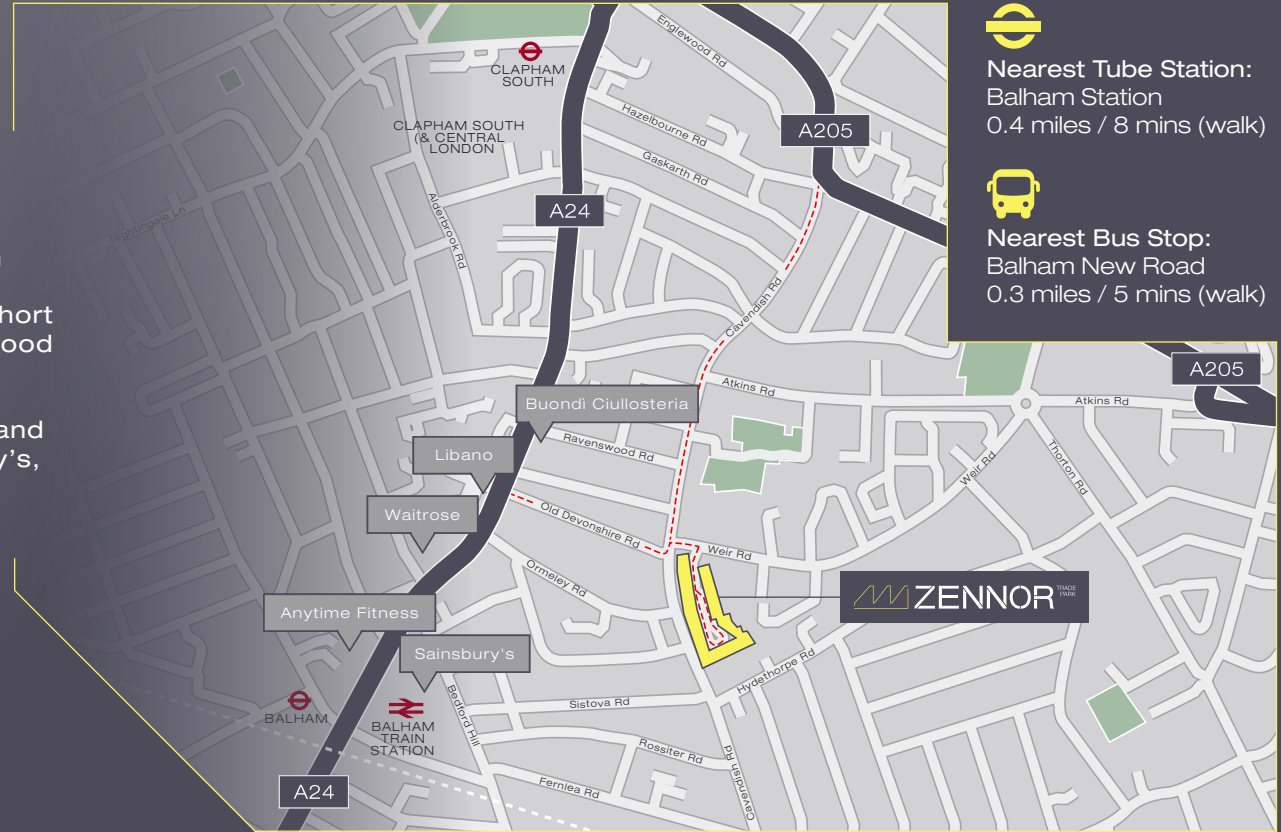 Nearest Tube Station:
Balham Station
0.4 miles / 8 mins (walk)
Nearest Bus Stop:
Balham New Road
0.3 miles / 5 mins (walk)
hort
ood
and
y's,
Englewood Rd
CLAPHAM
SOUTH
Hazelbourne Rd
A205
CLAPHAM SOUTH
(& CENTRAL
LONDON
Gaskarth Rd
Alderbrook Rd
A24
Nightingale Ln
Cavendish Rd
A205
Atkins Rd
Atkins Rd
Buondì Ciullosteria
Ravenswood Rd
Libano
Weir Rd
Thornton Rd
Waitrose
Old Devonshire Rd
Weir Rd
Ormeley Rd
ZENNOR
TRADE
PARK
Anytime Fitness
Sainsbury's
Hydethorpe Rd
Bedford Hill
Sistova Rd
BALHAM
BALHAM
TRAIN
STATION
Rossiter Rd
Cavendish Rd
Fernlea Rd
A24